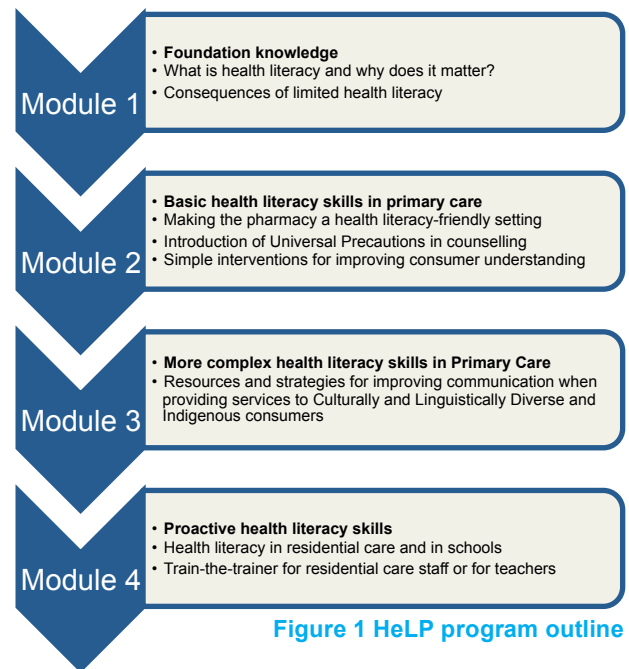 Module 1
• Foundation knowledge
• What is health literacy and why does it matter?
• Consequences of limited health literacy
Module 2
• Basic health literacy skills in primary care
• Making the pharmacy a health literacy-friendly setting
• Introduction of Universal Precautions in counselling
• Simple interventions for improving consumer understanding
Module 3
• More complex health literacy skills in Primary Care
• Resources and strategies for improving communication when
providing services to Culturally and Linguistically Diverse and
Indigenous consumers
Module 4
• Proactive health literacy skills
• Health literacy in residential care and in schools
• Train-the-trainer for residential care staff or for teachers
Figure 1 HeLP program outline